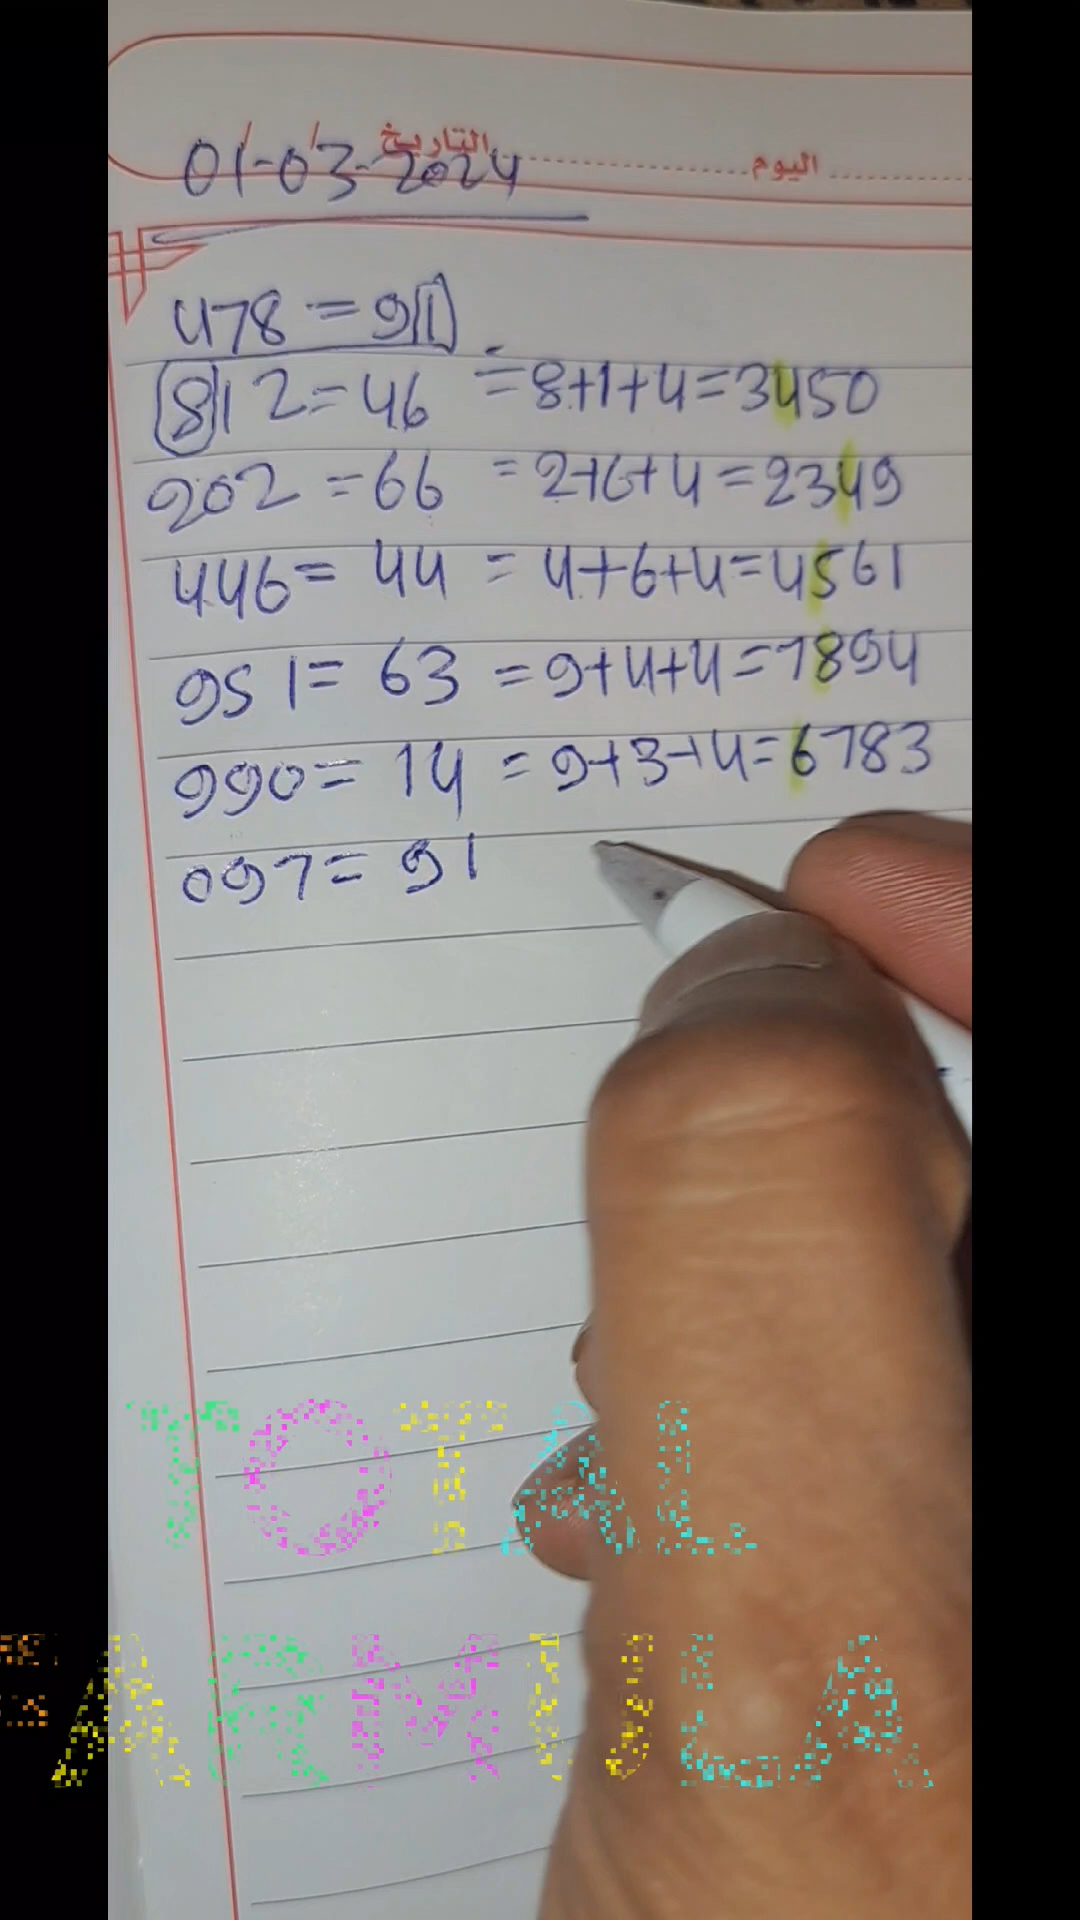 التاريخ
اليوم
01-03-2024
478 = 91
812 = 46 = 8+1+4=3450
202 = 66 = 2+6+4=2349
446 = 44 = 4+6+4=4561
951 = 63 = 9+4+4=7894
990 = 14 = 9+3+4=6783
097 = 91
TOTAL
FARMULA